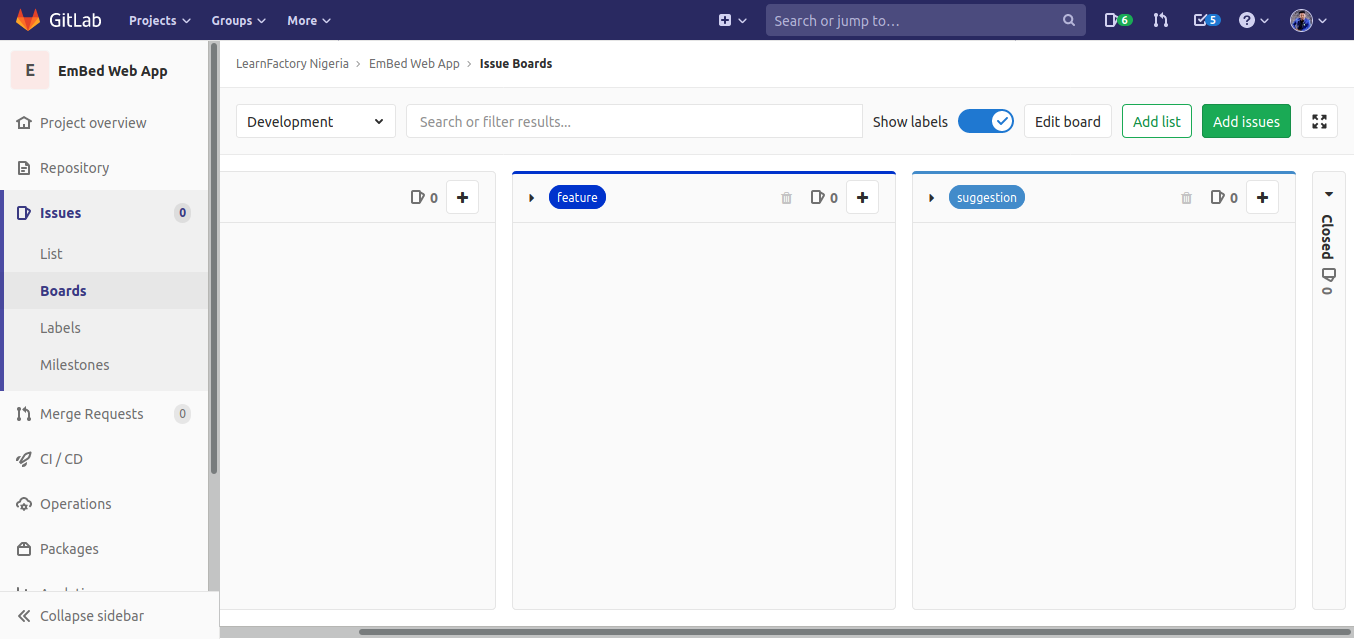 GitLab Projects Groups More Search or jump to... 6 5
E EmBed Web App
LearnFactory Nigeria › EmBed Web App › Issue Boards
Development Search or filter results... Show labels Edit board Add list Add issues
Project overview
Repository
Issues 0
List
Boards
Labels
Milestones
Merge Requests 0
CI / CD
Operations
Packages
Collapse sidebar
0
feature 0
suggestion 0
Closed 0